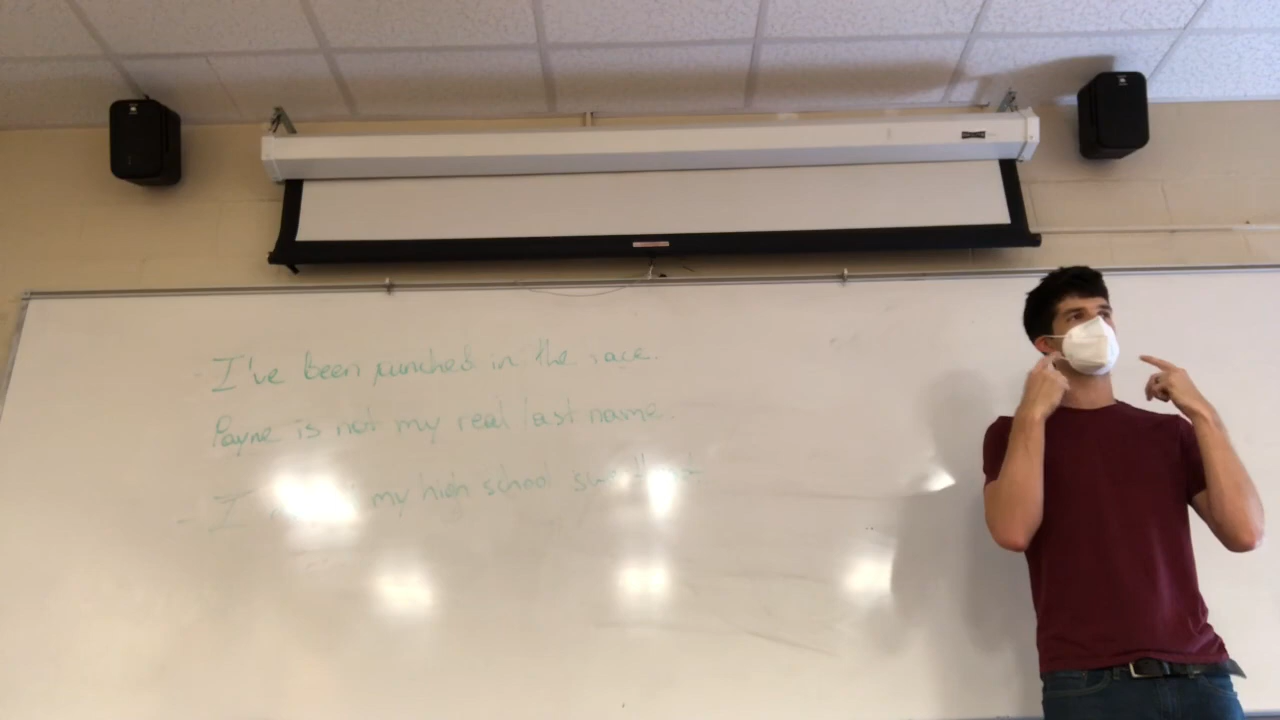 I've been punched in the face.
Payne is not my real last name.
I my high school